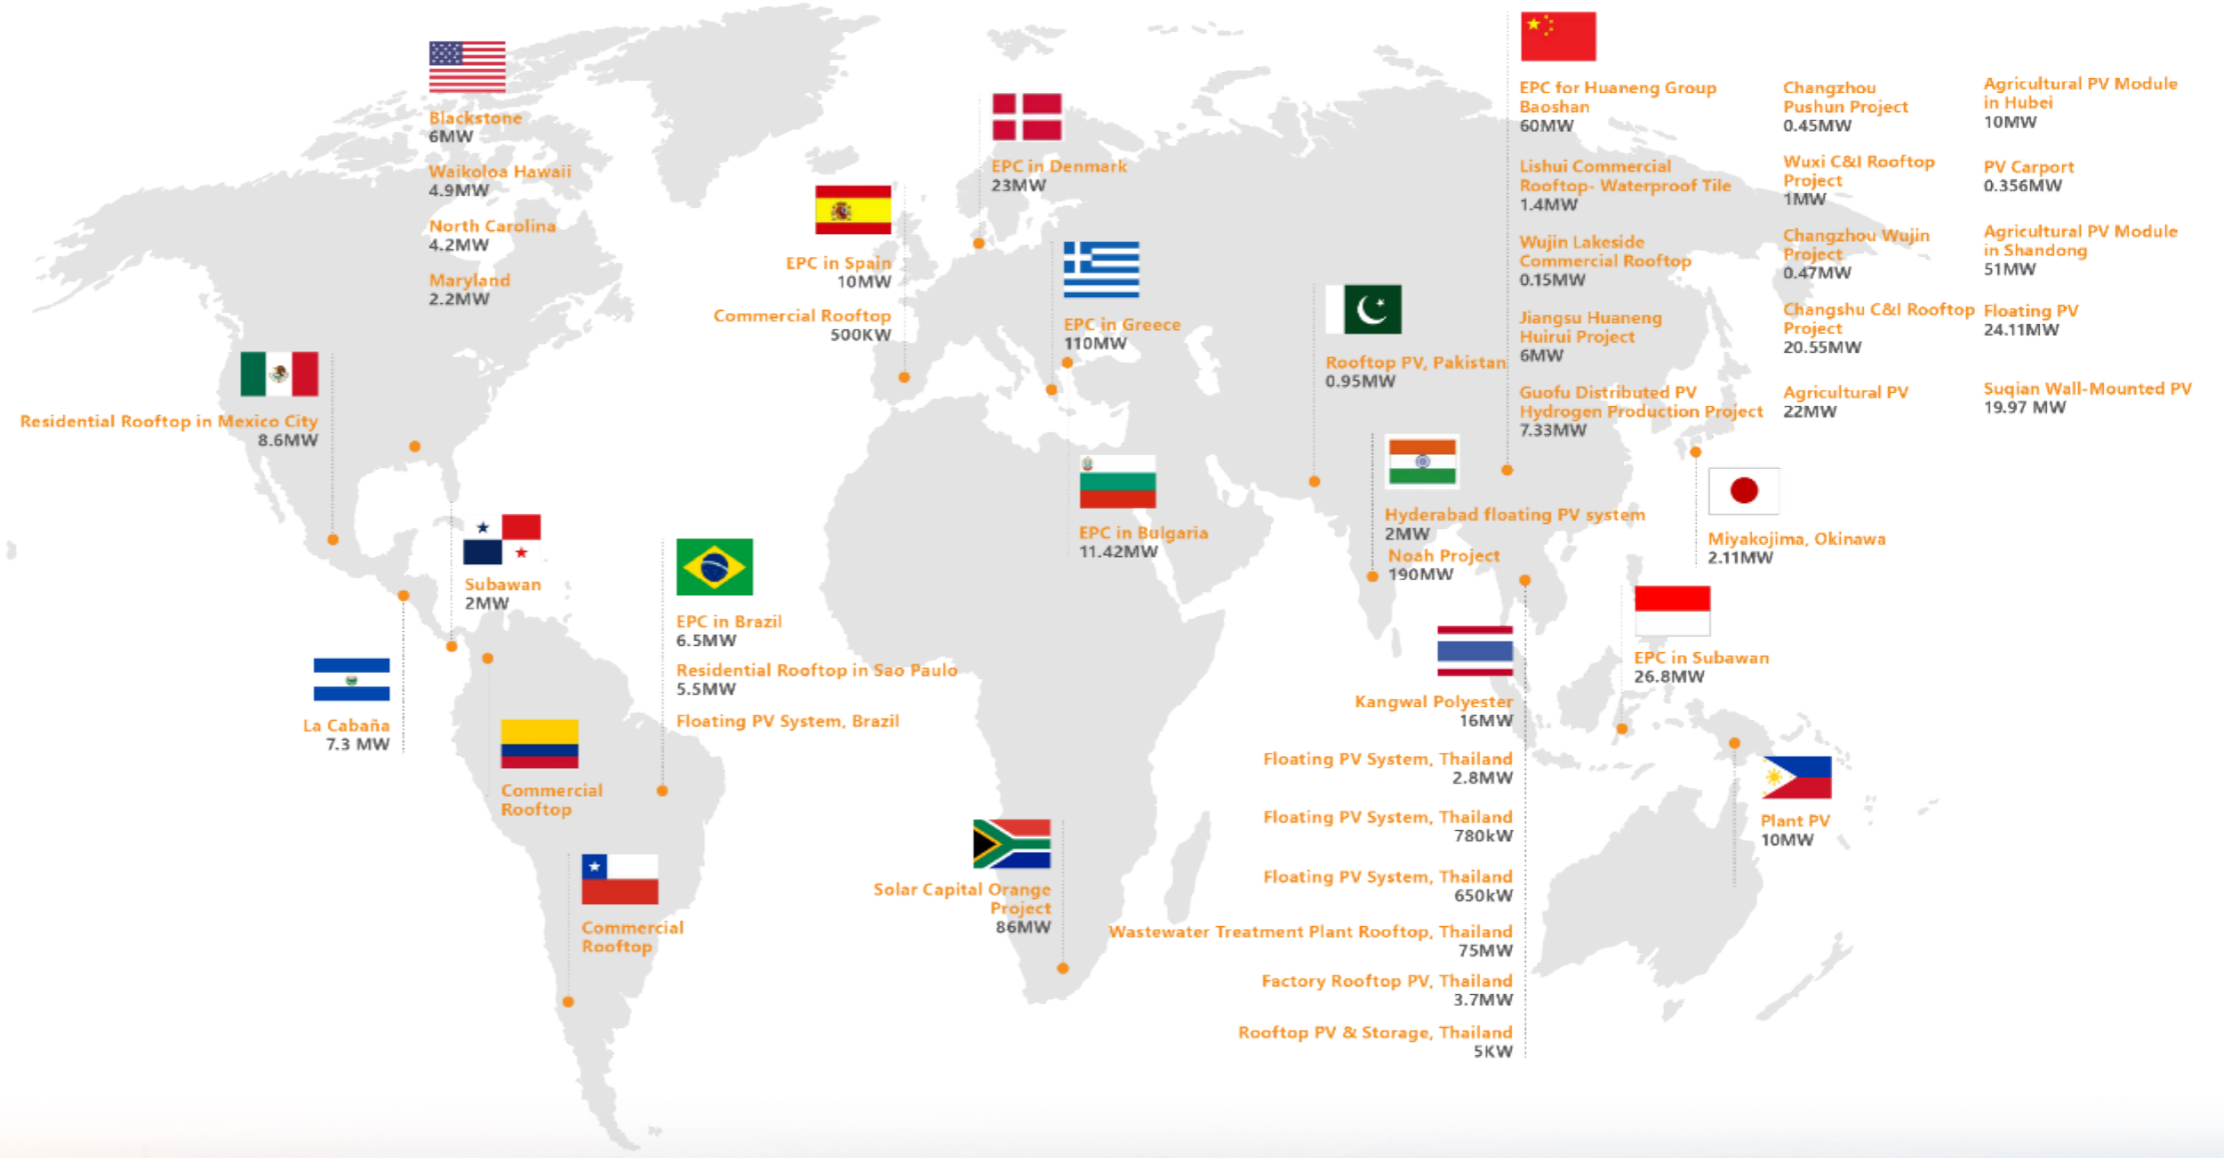 Blackstone
6MW
Waikoloa Hawaii
4.9MW
North Carolina
4.2MW
Maryland
2.2MW
Residential Rooftop in Mexico City
8.6MW
Subawan
2MW
La Cabaña
7.3 MW
Commercial
Rooftop
Commercial
Rooftop
EPC in Brazil
6.5MW
Residential Rooftop in Sao Paulo
5.5MW
Floating PV System, Brazil
EPC in Spain
10MW
Commercial Rooftop
500KW
EPC in Denmark
23MW
EPC in Greece
110MW
EPC in Bulgaria
11.42MW
Solar Capital Orange
Project
86MW
Rooftop PV, Pakistan
0.95MW
Hyderabad floating PV system
2MW
Noah Project
190MW
Kangwal Polyester
16MW
Floating PV System, Thailand
2.8MW
Floating PV System, Thailand
780kW
Floating PV System, Thailand
650kW
Wastewater Treatment Plant Rooftop, Thailand
75MW
Factory Rooftop PV, Thailand
3.7MW
Rooftop PV & Storage, Thailand
5KW
EPC for Huaneng Group
Baoshan
60MW
Lishui Commercial
Rooftop- Waterproof Tile
1.4MW
Wujin Lakeside
Commercial Rooftop
0.15MW
Jiangsu Huaneng
Huirui Project
6MW
Guofu Distributed PV
Hydrogen Production Project
7.33MW
Changzhou
Pushun Project
0.45MW
Wuxi C&I Rooftop
Project
1MW
Changzhou Wujin
Project
0.47MW
Changshu C&I Rooftop
Project
20.55MW
Agricultural PV
22MW
Agricultural PV Module
in Hubei
10MW
PV Carport
0.356MW
Agricultural PV Module
in Shandong
51MW
Floating PV
24.11MW
Suqian Wall-Mounted PV
19.97 MW
Miyakojima, Okinawa
2.11MW
EPC in Subawan
26.8MW
Plant PV
10MW